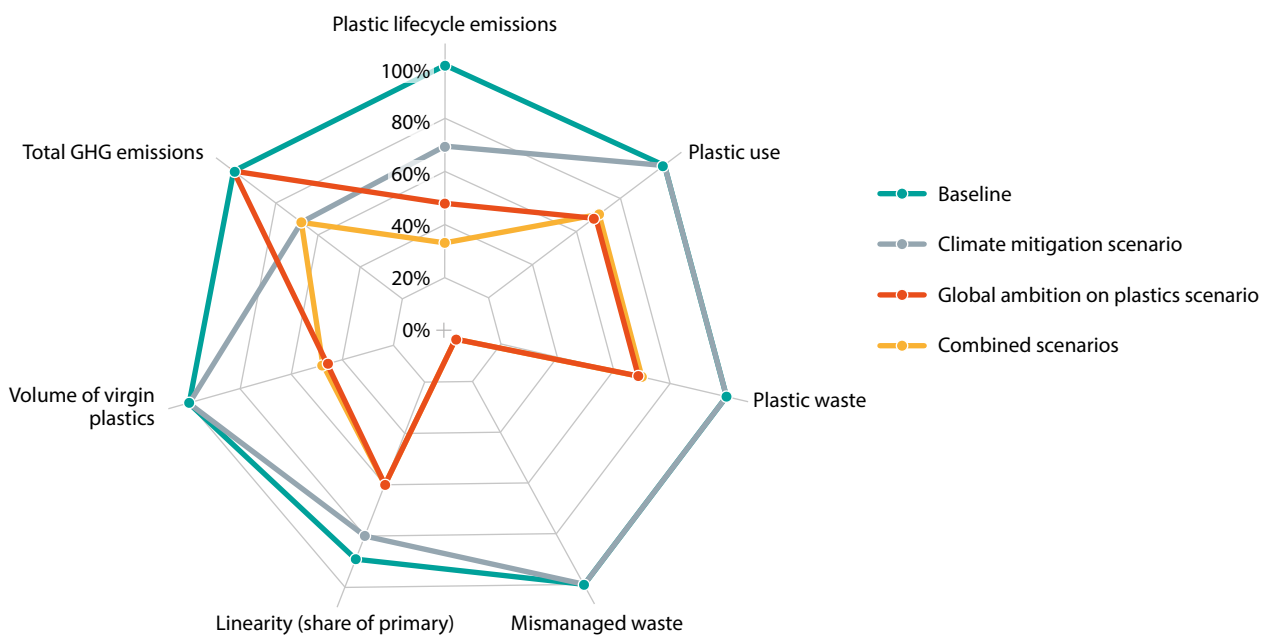 Plastic lifecycle emissions
100%
80%
60%
40%
20%
0%
Total GHG emissions
Plastic use
Baseline
Climate mitigation scenario
Global ambition on plastics scenario
Combined scenarios
Volume of virgin
plastics
Plastic waste
Linearity (share of primary)
Mismanaged waste